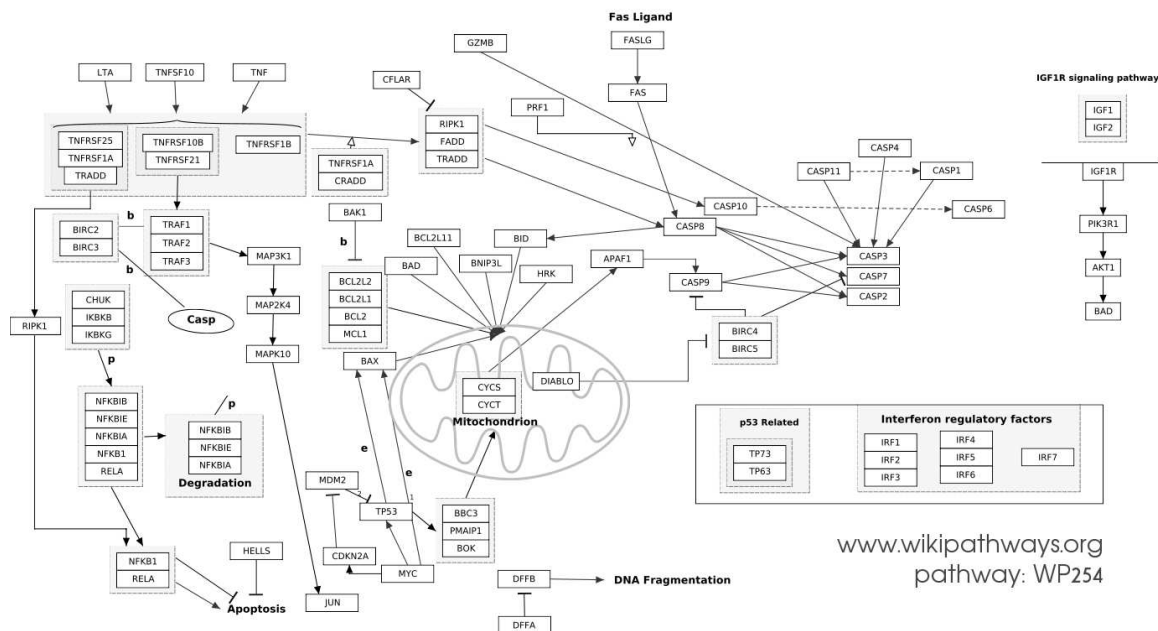 Fas Ligand
GZMB
FASLG
LTA
TNFSF10
TNF
CFLAR
FAS
IGF1R signaling pathway
PRF1
IGF1
IGF2
RIPK1
FADD
TRADD
TNFRSF25
TNFRSF1A
TRADD
TNFRSF10B
TNFRSF21
TNFRSF1B
TNFRSF1A
CRADD
CASP4
CASP11
CASP1
IGF1R
CASP10
CASP6
BAK1
b
BIRC2
BIRC3
b
TRAF1
TRAF2
TRAF3
b
BCL2L11
BID
CASP8
PIK3R1
MAP3K1
BAD
BNIP3L
HRK
APAF1
CASP9
CASP3
CASP7
CASP2
AKT1
BCL2L2
BCL2L1
BCL2
MCL1
CHUK
IKBKB
IKBKG
Casp
MAP2K4
BAD
RIPK1
p
MAPK10
BAX
BIRC4
BIRC5
DIABLO
CYCS
CYCT
Mitochondrion
NFKBIB
NFKBIE
NFKBIA
NFKB1
RELA
p
NFKBIB
NFKBIE
NFKBIA
Degradation
p53 Related
TP73
TP63
Interferon regulatory factors
IRF1
IRF2
IRF3
IRF4
IRF5
IRF6
IRF7
e
e
MDM2
2
1
TP53
BBC3
PMAIP1
BOK
CDKN2A
MYC
NFKB1
RELA
HELLS
Apoptosis
JUN
DFFB
DNA Fragmentation
DFFA
www.wikipathways.org
pathway: WP254